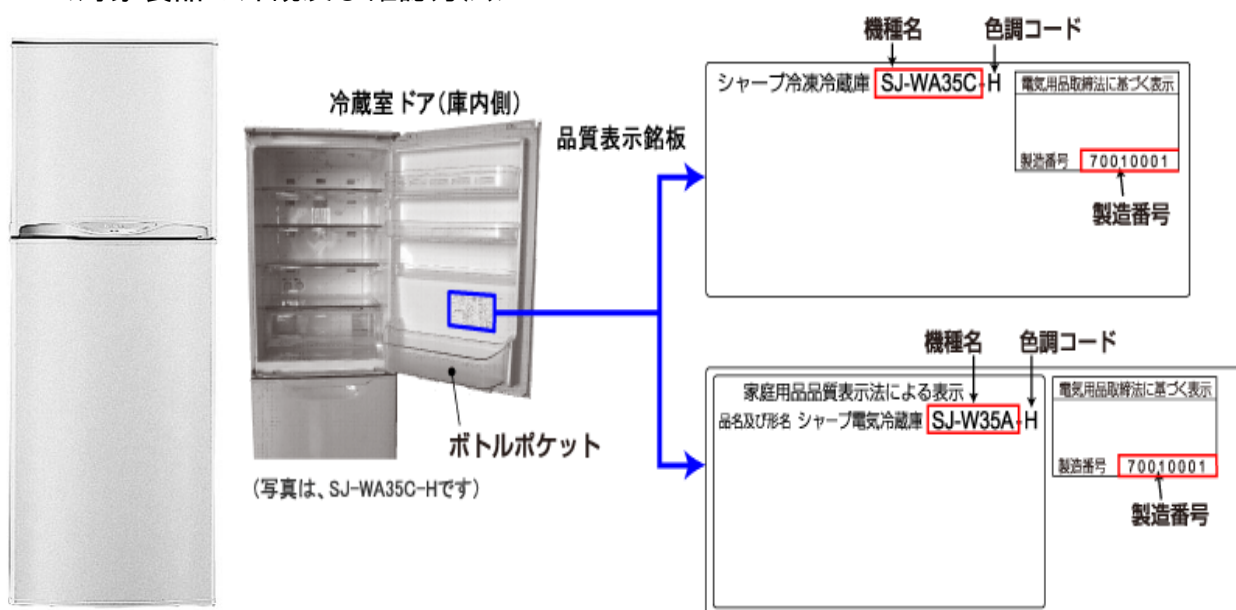 冷蔵室 ドア(庫内側)
ボトルポケット
(写真は、SJ-WA35C-Hです)
品質表示銘板
機種名
色調コード
シャープ冷凍冷蔵庫 SJ-WA35C-H
電気用品取締法に基づく表示
製造番号 70010001
製造番号
機種名
色調コード
家庭用品品質表示法による表示
品名及び形名 シャープ電気冷蔵庫 SJ-W35A-H
電気用品取締法に基づく表示
製造番号 70010001
製造番号